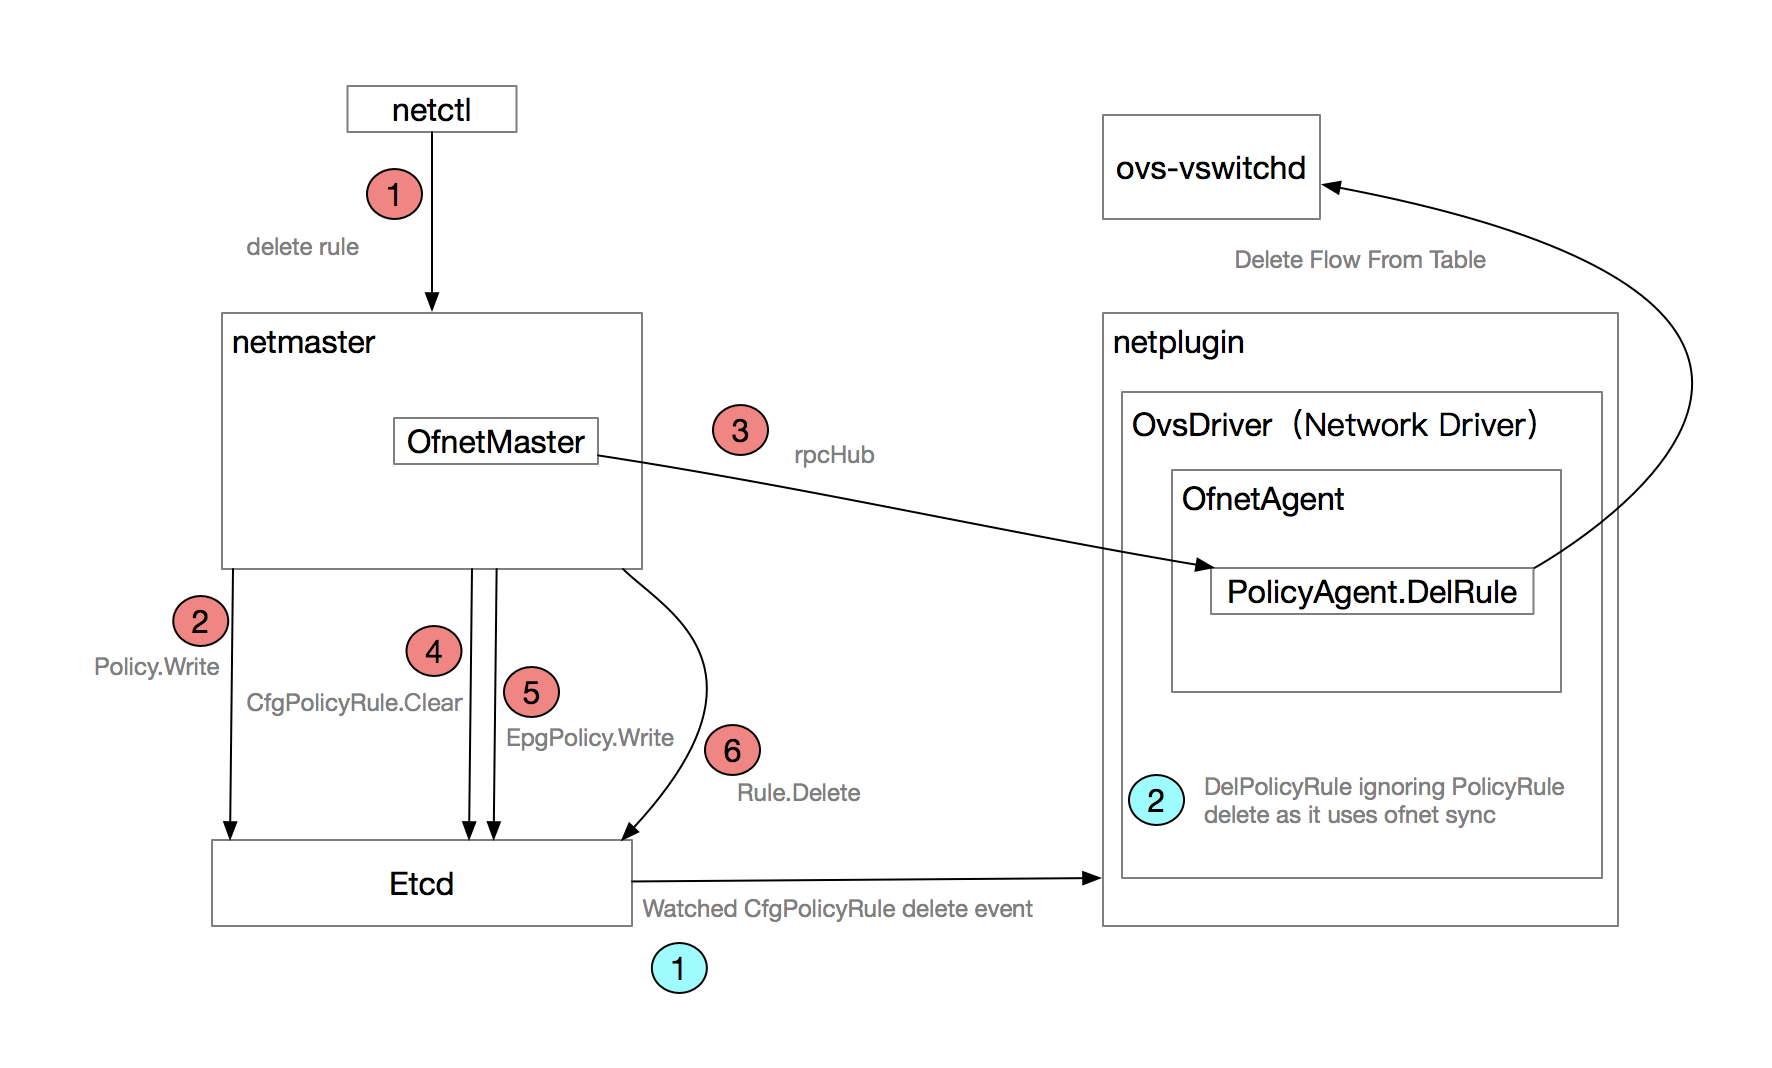 netctl
1
delete rule
ovs-vswitchd
Delete Flow From Table
netmaster
OfnetMaster
3
rpcHub
netplugin
OvsDriver（Network Driver）
OfnetAgent
PolicyAgent.DelRule
2
Policy.Write
4
CfgPolicyRule.Clear
5
EpgPolicy.Write
6
Rule.Delete
2
DelPolicyRule ignoring PolicyRule
delete as it uses ofnet sync
Etcd
Watched CfgPolicyRule delete event
1